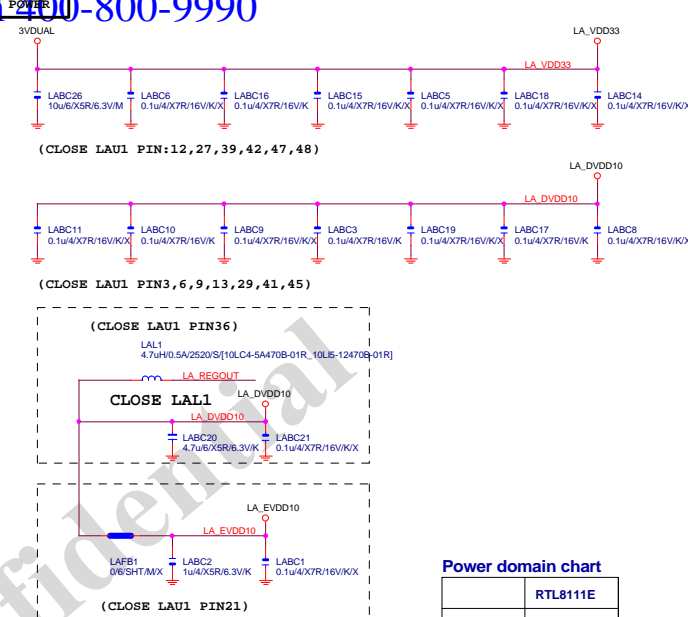 POWER
400-800-9990
3VDUAL
LA_VDD33
LA_VDD33
LABC26
10u/6/X5R/6.3V/M
LABC6
0.1u/4/X7R/16V/K/X
LABC16
0.1u/4/X7R/16V/K
LABC15
0.1u/4/X7R/16V/K/X
LABC5
0.1u/4/X7R/16V/K/X
LABC18
0.1u/4/X7R/16V/K/X
LABC14
0.1u/4/X7R/16V/K/X
(CLOSE LAU1 PIN:12,27,39,42,47,48)
LA_DVDD10
LA_DVDD10
LABC11
0.1u/4/X7R/16V/K/X
LABC10
0.1u/4/X7R/16V/K
LABC9
0.1u/4/X7R/16V/K/X
LABC3
0.1u/4/X7R/16V/K
LABC19
0.1u/4/X7R/16V/K/X
LABC17
0.1u/4/X7R/16V/K
LABC8
0.1u/4/X7R/16V/K/X
(CLOSE LAU1 PIN3,6,9,13,29,41,45)
(CLOSE LAU1 PIN36)
LAL1
4.7uH/0.5A/2520/S/[10LC4-5A470B-01R_10LI5-12470B-01R]
LA_REGOUT
CLOSE LAL1
LA_DVDD10
LA_DVDD10
LABC20
4.7u/6/X5R/6.3V/K
LABC21
0.1u/4/X7R/16V/K/X
LA_EVDD10
LA_EVDD10
LAFB1
0/6/SHT/M/X
LABC2
1u/4/X5R/6.3V/K
LABC1
0.1u/4/X7R/16V/K/X
(CLOSE LAU1 PIN21)
Power domain chart
RTL8111E
fidential